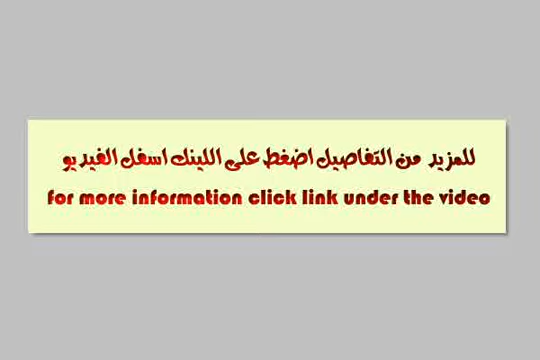 للمزيد من التفاصيل اضغط على اللينك اسفل الفيديو
for more information click link under the video